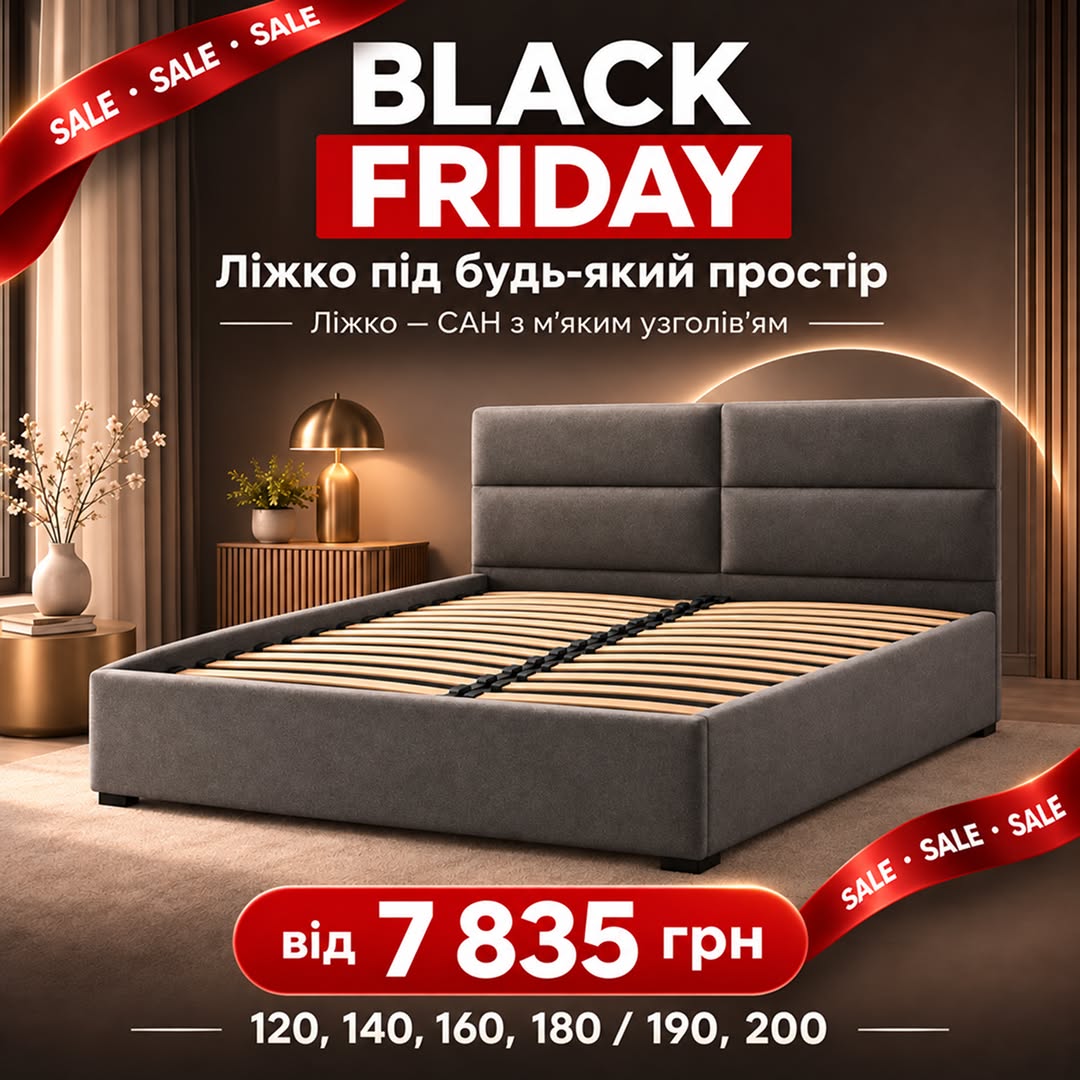 SALE • SALE • SALE
BLACK
FRIDAY
Ліжко під будь-який простір
Ліжко — САН з м’яким узголів’ям
SALE • SALE • SALE
від 7 835 грн
120, 140, 160, 180 / 190, 200